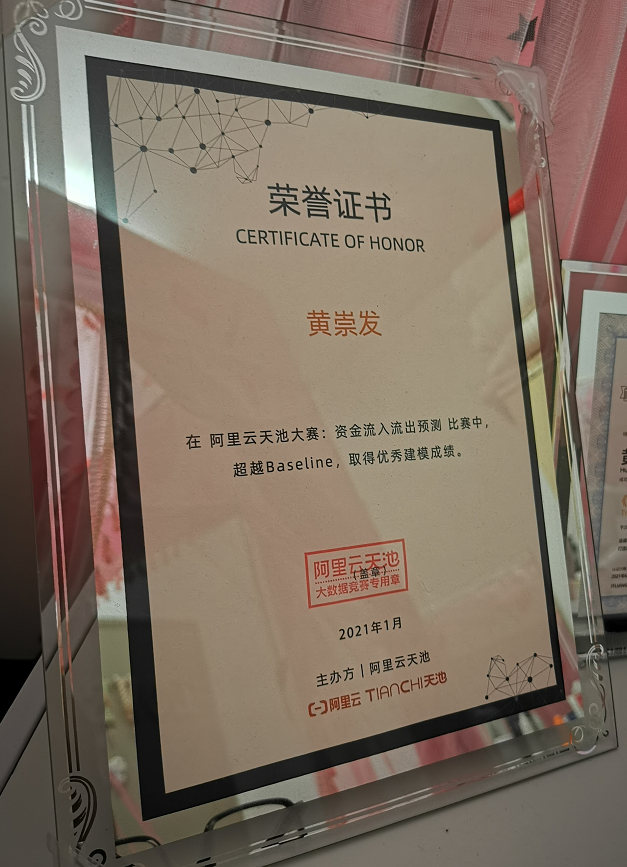 荣誉证书
CERTIFICATE OF HONOR
黄崇发
在 阿里云天池大赛：资金流入流出预测 比赛中，
超越Baseline，取得优秀建模成绩。
阿里云天池
（盖章）
大数据竞赛专用章
2021年1月
主办方 | 阿里云天池
阿里云 TIANCHI天池